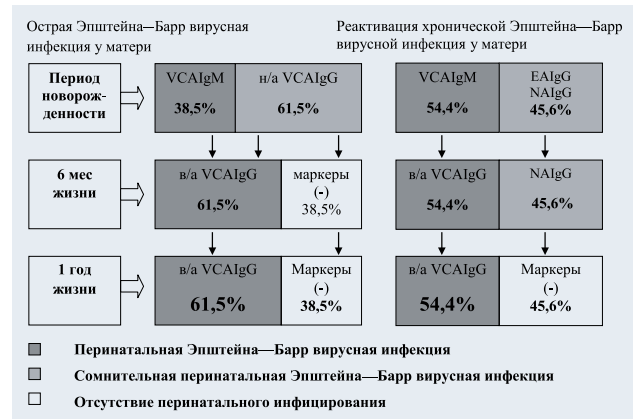 Острая Эпштейна—Барр вирусная
инфекция у матери
Реактивация хронической Эпштейна—Барр
вирусной инфекция у матери
Период
новорож-
денности
VCAIgM
38,5%
н/а VCAIgG
61,5%
VCAIgM
54,4%
EAIgG
NAIgG
45,6%
6 мес
жизни
в/а VCAIgG
61,5%
маркеры
(-)
38,5%
в/а VCAIgG
54,4%
NAIgG
45,6%
1 год
жизни
в/а VCAIgG
61,5%
Маркеры
(-)
38,5%
в/а VCAIgG
54,4%
Маркеры
(-)
45,6%
Перинатальная Эпштейна—Барр вирусная инфекция
Сомнительная перинатальная Эпштейна—Барр вирусная инфекция
Отсутствие перинатального инфицирования